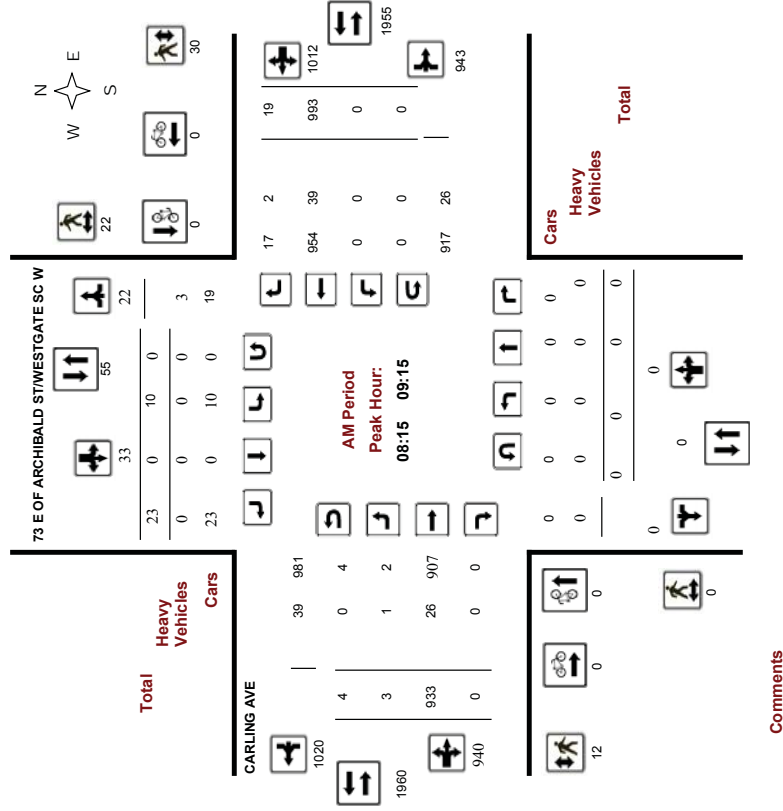 N
W E
S
22
30
0 0
73 E OF ARCHIBALD ST/WESTGATE SC W
33 55 22
23 0 10 0
0 0 0 0 3
23 0 10 0 19
Total
Heavy
Vehicles
Cars
CARLING AVE
1020
39 981
4 0 4
3 1 2
933 26 907
0 0 0
1960
940
AM Period
Peak Hour:
08:15 09:15
17 2 19
954 39 993
0 0 0
0 0 0
917 26
1012
1955
943
Cars
Heavy
Vehicles
Total
0 0 0 0 0
0 0 0 0 0
0 0 0 0
0 0 0
12
0 0
0
Comments